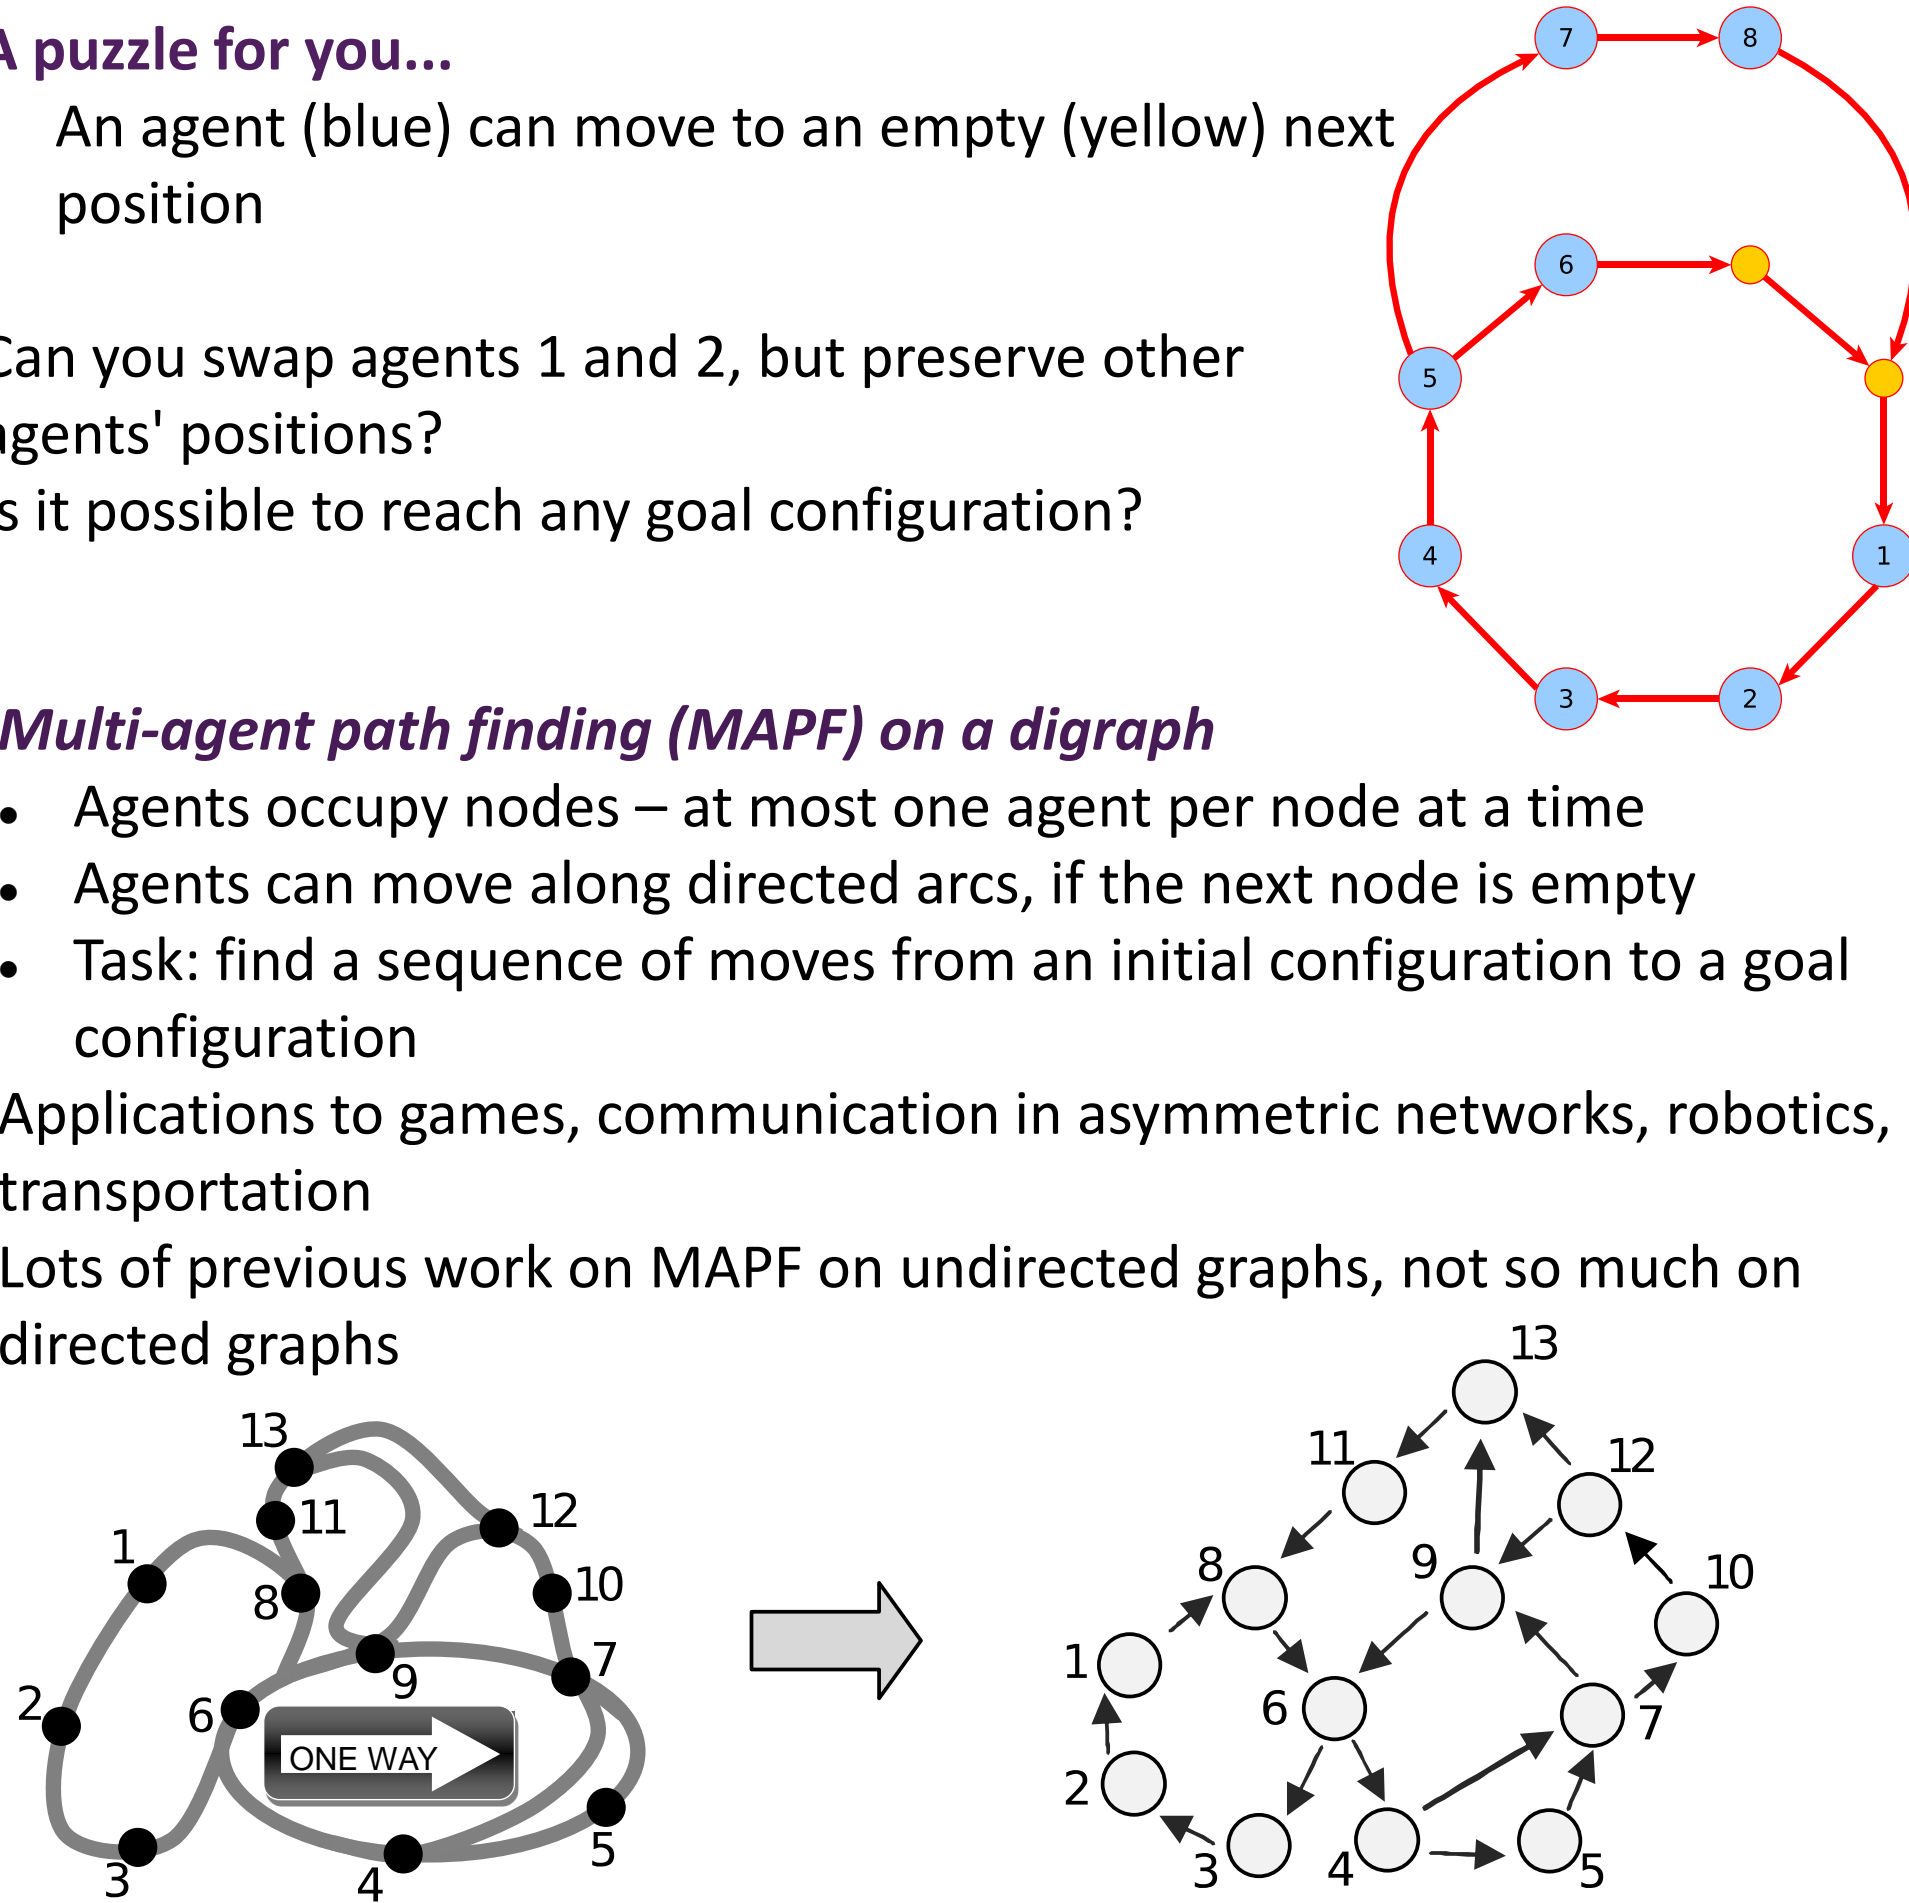 A puzzle for you...
An agent (blue) can move to an empty (yellow) next
position
Can you swap agents 1 and 2, but preserve other
agents' positions?
Is it possible to reach any goal configuration?
7
8
6
5
4
1
3
2
Multi-agent path finding (MAPF) on a digraph
• Agents occupy nodes – at most one agent per node at a time
• Agents can move along directed arcs, if the next node is empty
• Task: find a sequence of moves from an initial configuration to a goal
configuration
Applications to games, communication in asymmetric networks, robotics,
transportation
Lots of previous work on MAPF on undirected graphs, not so much on
directed graphs
13
11
12
1
10
8
7
9
2
6
ONE WAY
5
3
4
13
11
12
8
9
10
1
6
7
2
3
4
5